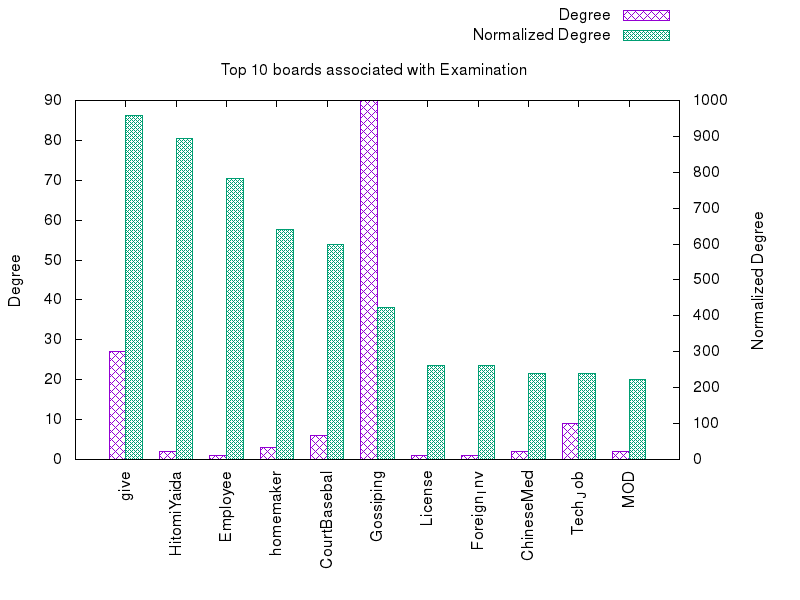 Degree
Normalized Degree
Top 10 boards associated with Examination
90
80
70
60
50
40
30
20
10
0
Degree
1000
900
800
700
600
500
400
300
200
100
0
Normalized Degree
give
HitomiYaida
Employee
homemaker
CourtBasebal
Gossiping
License
ForeignInv
ChineseMed
TechJob
MOD